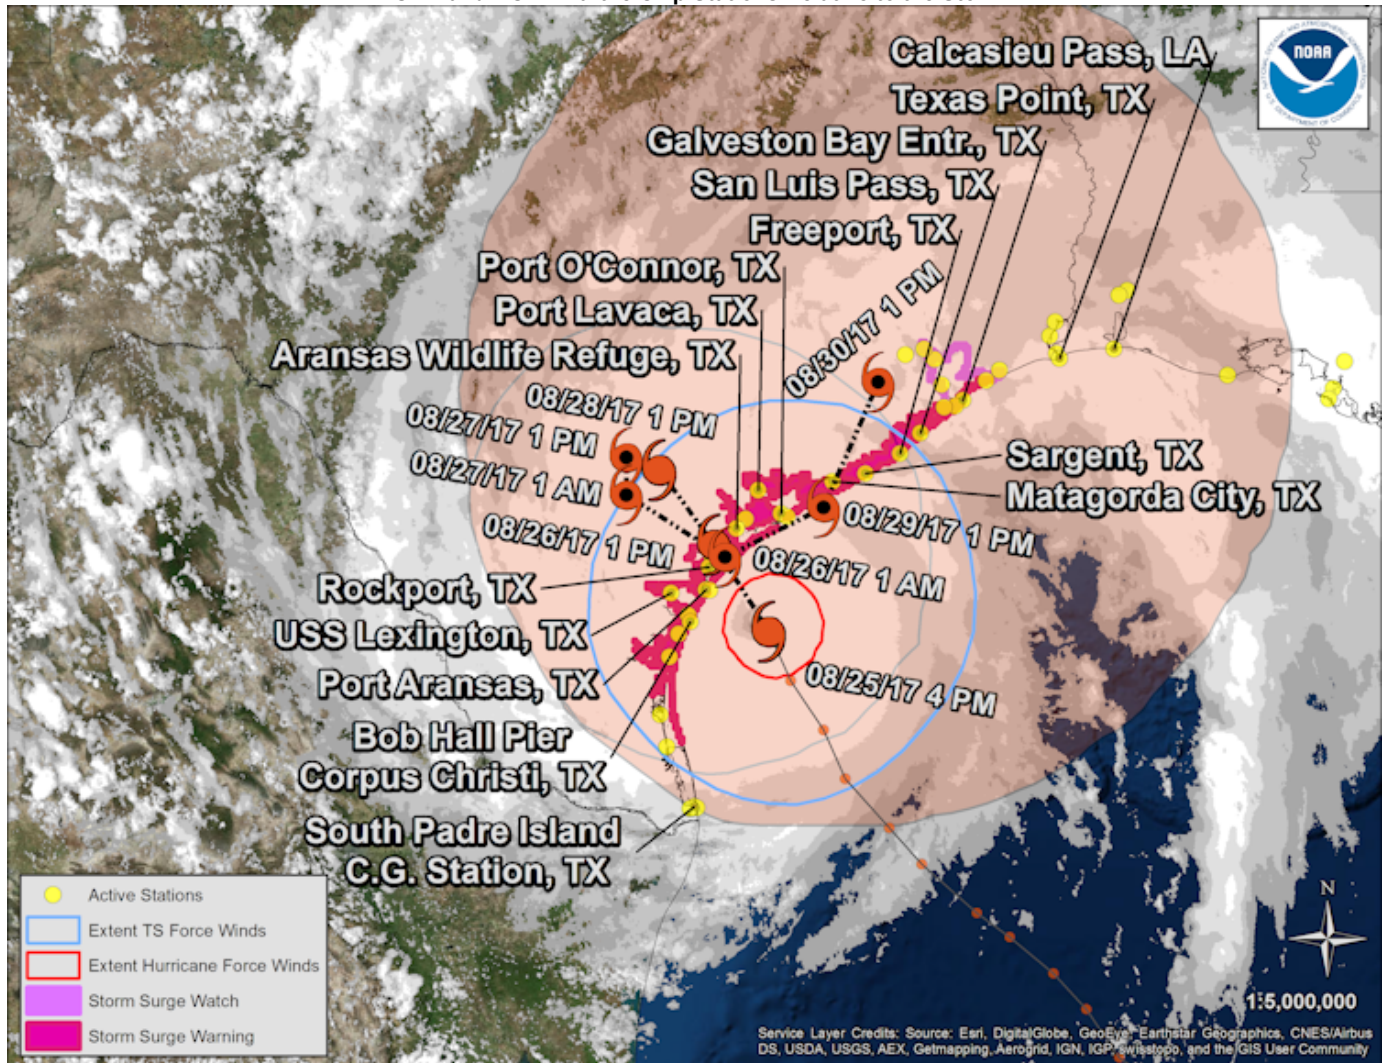 NOAA
Calcasieu Pass, LA
Texas Point, TX
Galveston Bay Entr., TX
San Luis Pass, TX
Freeport, TX
Port O'Connor, TX
Port Lavaca, TX
Aransas Wildlife Refuge, TX
08/30/17 1 PM
08/28/17 1 PM
08/27/17 1 PM
08/27/17 1 AM
08/26/17 1 PM
Sargent, TX
Matagorda City, TX
08/29/17 1 PM
08/26/17 1 AM
Rockport, TX
USS Lexington, TX
Port Aransas, TX
08/25/17 4 PM
Bob Hall Pier
Corpus Christi, TX
South Padre Island
C.G. Station, TX
Active Stations
Extent TS Force Winds
Extent Hurricane Force Winds
Storm Surge Watch
Storm Surge Warning
N
1:5,000,000
Service Layer Credits: Source: Esri, DigitalGlobe, GeoEye, Earthstar Geographics, CNES/Airbus
DS, USDA, USGS, AEX, Getmapping, Aerogrid, IGN, IGP, swisstopo, and the GIS User Community